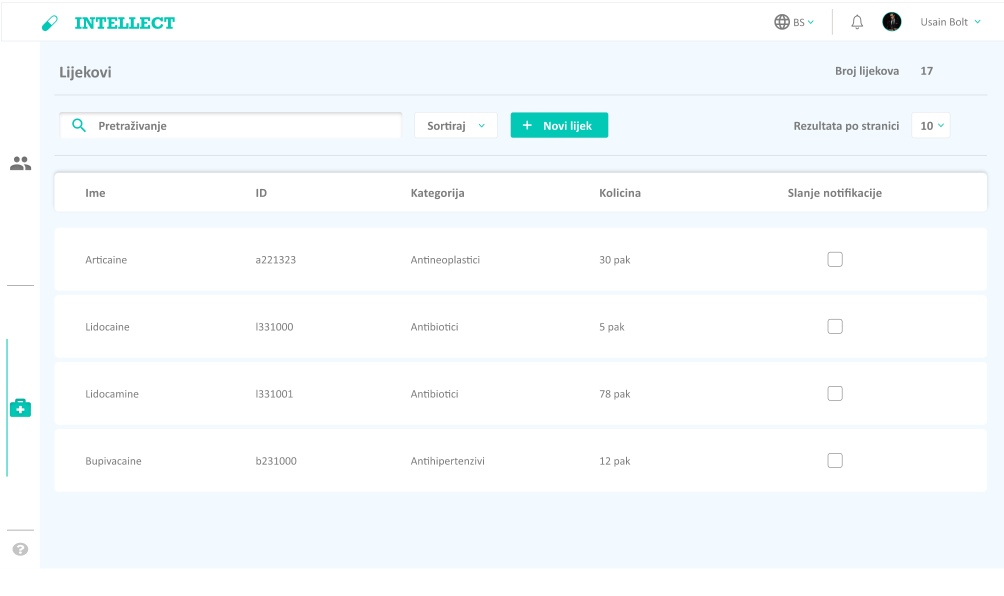 INTELLECT
BS
Usain Bolt
Lijekovi
Broj lijekova 17
Pretraživanje
Sortiraj
+ Novi lijek
Rezultata po stranici 10
Ime ID Kategorija Kolicina Slanje notifikacije
Articaine a221323 Antineoplastici 30 pak
Lidocaine l331000 Antibiotici 5 pak
Lidocamine l331001 Antibiotici 78 pak
Bupivacaine b231000 Antihipertenzivi 12 pak